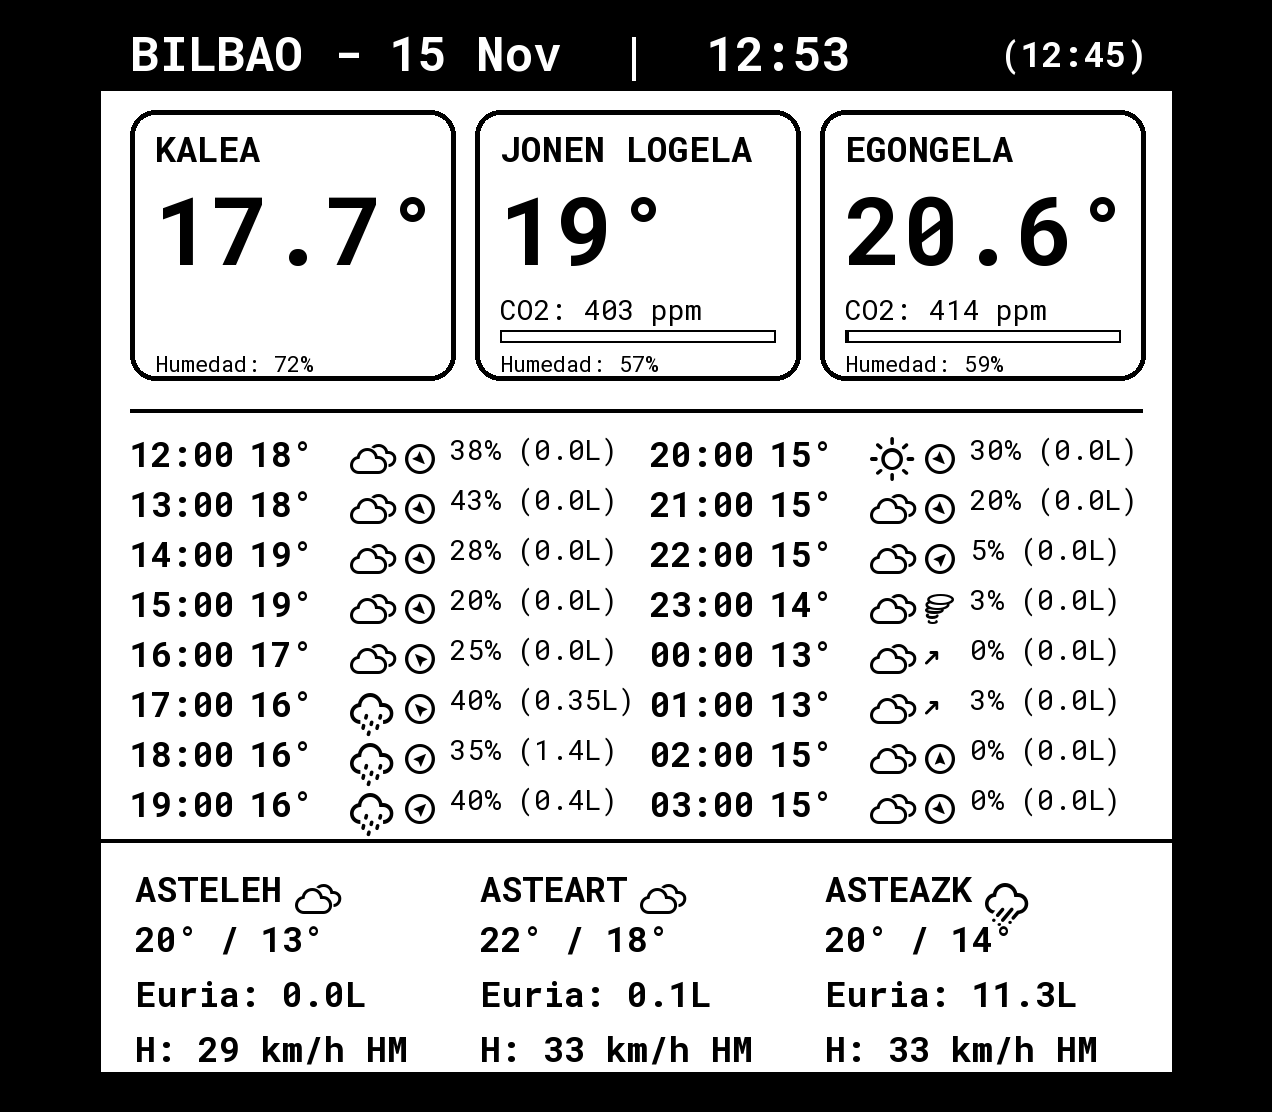 BILBAO - 15 Nov | 12:53 (12:45)
KALEA
17.7°
Humedad: 72%
JONEN LOGELA
19°
CO2: 403 ppm
Humedad: 57%
EGONGELA
20.6°
CO2: 414 ppm
Humedad: 59%
12:00 18° 38% (0.0L)
13:00 18° 43% (0.0L)
14:00 19° 28% (0.0L)
15:00 19° 20% (0.0L)
16:00 17° 25% (0.0L)
17:00 16° 40% (0.35L)
18:00 16° 35% (1.4L)
19:00 16° 40% (0.4L)
20:00 15° 30% (0.0L)
21:00 15° 20% (0.0L)
22:00 15° 5% (0.0L)
23:00 14° 3% (0.0L)
00:00 13° 0% (0.0L)
01:00 13° 3% (0.0L)
02:00 15° 0% (0.0L)
03:00 15° 0% (0.0L)
ASTELEH
20° / 13°
Euria: 0.0L
H: 29 km/h HM
ASTEART
22° / 18°
Euria: 0.1L
H: 33 km/h HM
ASTEAZK
20° / 14°
Euria: 11.3L
H: 33 km/h HM